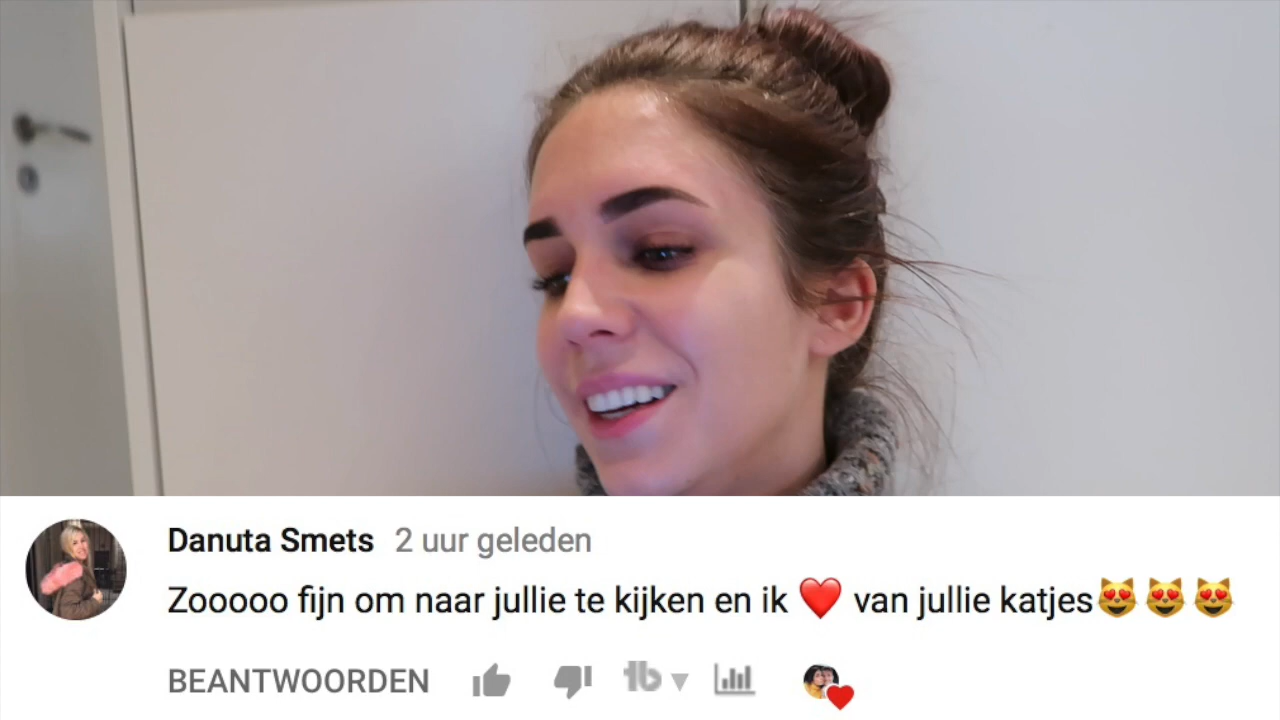 Danuta Smets 2 uur geleden
Zooooo fijn om naar jullie te kijken en ik ❤️ van jullie katjes😻😻😻
BEANTWOORDEN